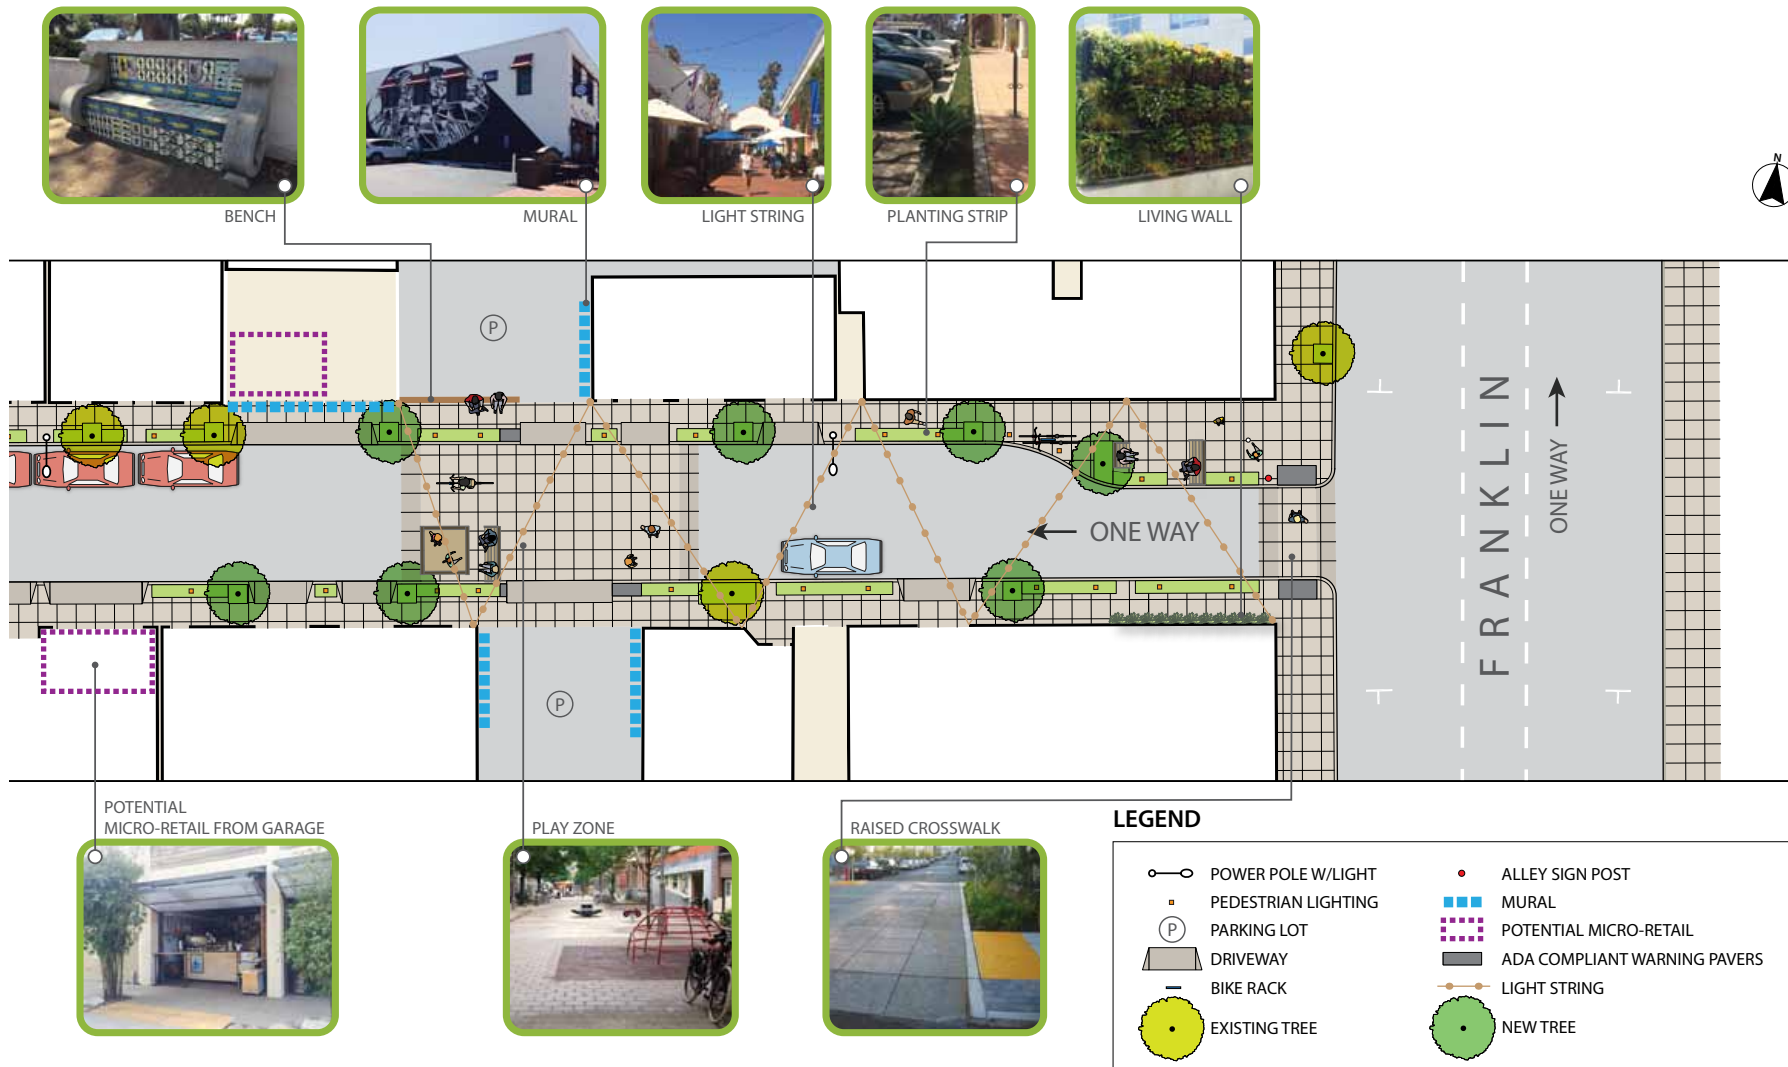 BENCH
MURAL
LIGHT STRING
PLANTING STRIP
LIVING WALL
N
P
ONE WAY
FRANKLIN
ONE WAY
P
POTENTIAL
MICRO-RETAIL FROM GARAGE
PLAY ZONE
RAISED CROSSWALK
LEGEND
POWER POLE W/LIGHT
PEDESTRIAN LIGHTING
P
PARKING LOT
DRIVEWAY
BIKE RACK
EXISTING TREE
ALLEY SIGN POST
MURAL
POTENTIAL MICRO-RETAIL
ADA COMPLIANT WARNING PAVERS
LIGHT STRING
NEW TREE